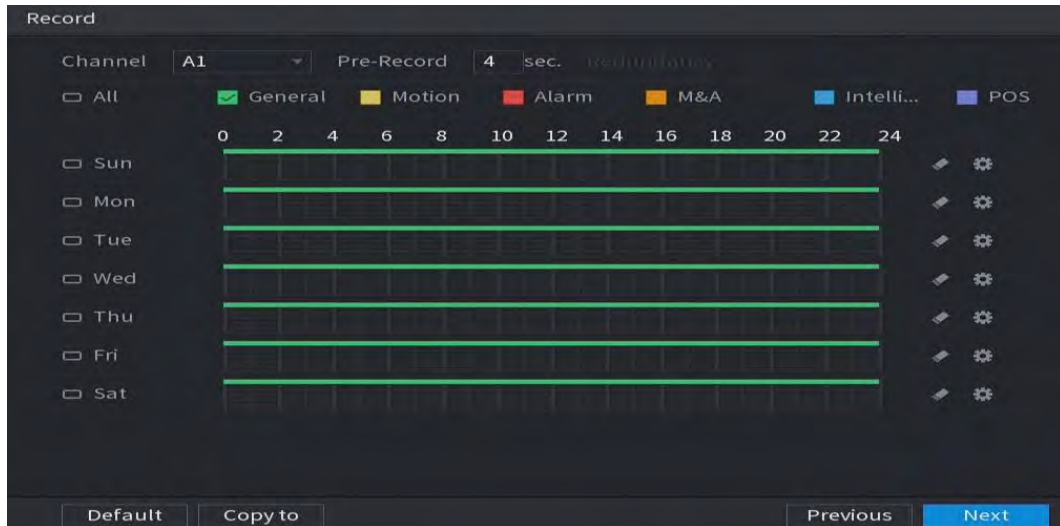 Record
Channel A1 Pre-Record 4 sec. Redundancy
All General Motion Alarm M&A Intelli... POS
0 2 4 6 8 10 12 14 16 18 20 22 24
Sun
Mon
Tue
Wed
Thu
Fri
Sat
Default Copy to Previous Next